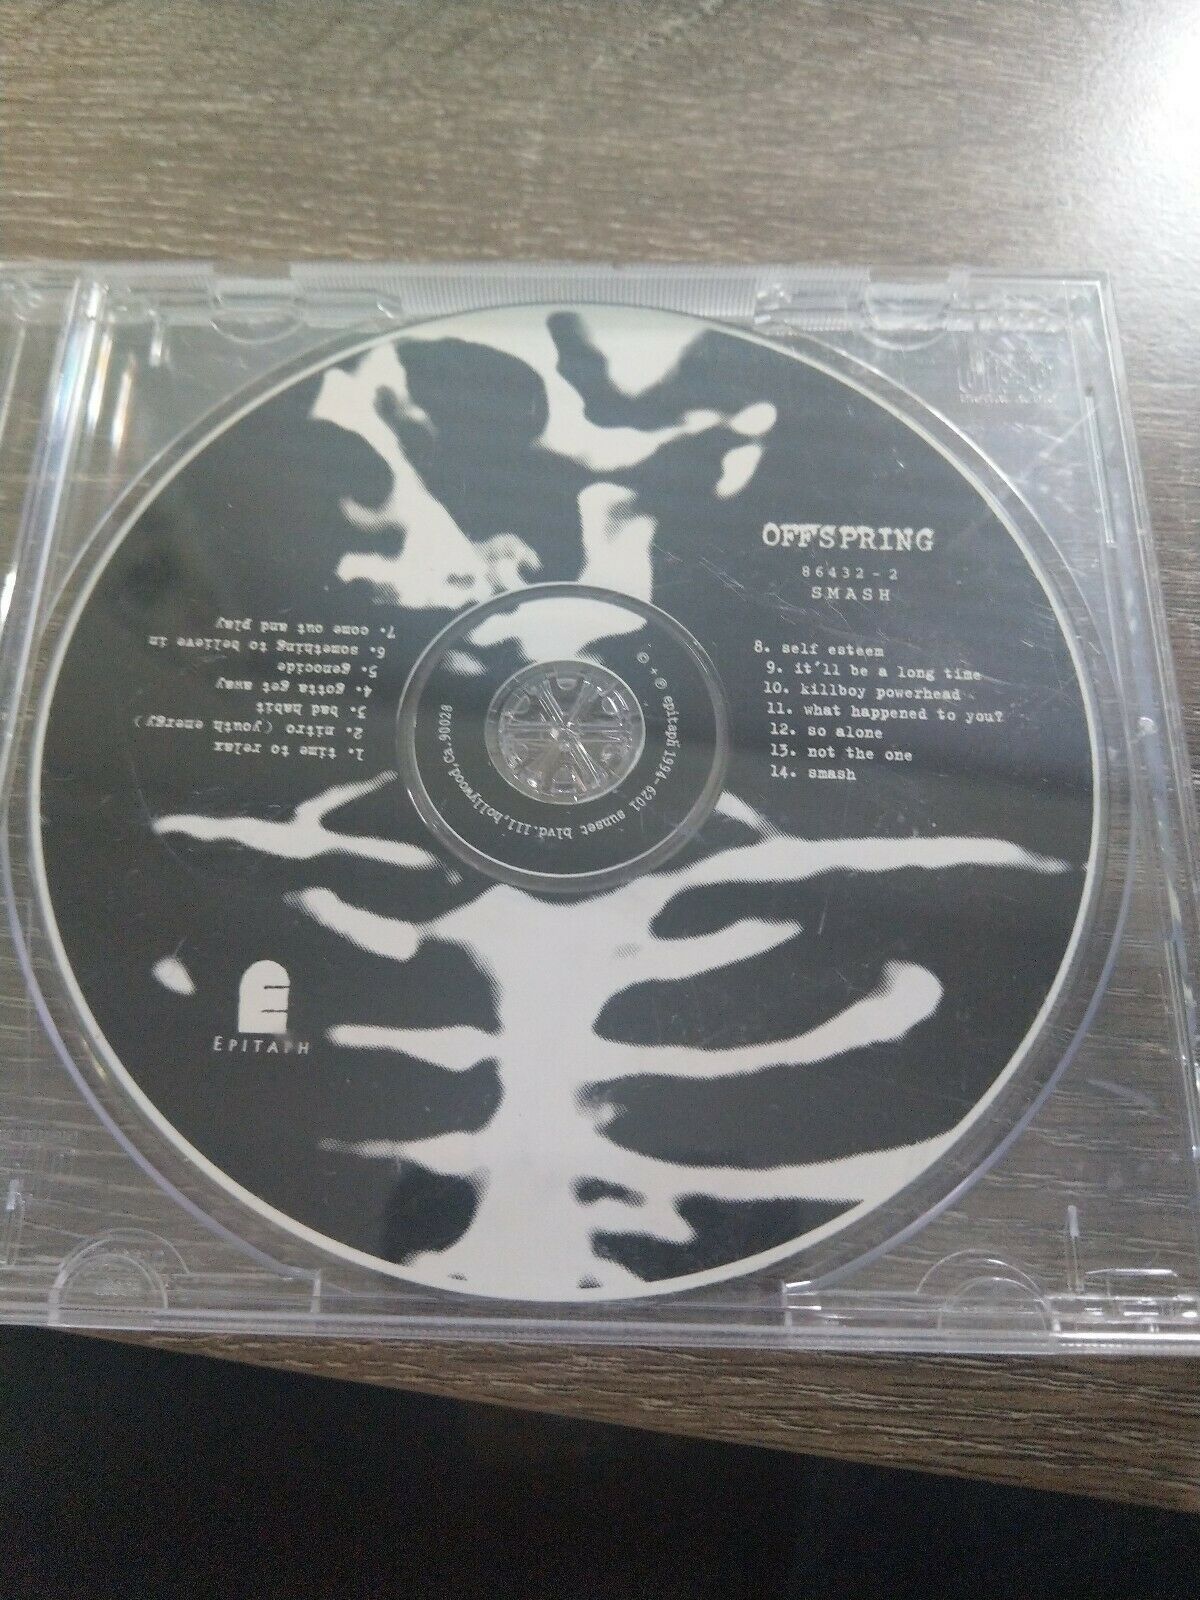 OFFSPRING
86432-2
SMASH
1. time to relax
2. nitro (youth energy)
3. bad habit
4. gotta get away
5. genocide
6. something to believe in
7. come out and play
8. self esteem
9. it'll be a long time
10. killboy powerhead
11. what happened to you?
12. so alone
13. not the one
14. smash
© + ℗ epitaph 1994-6201 sunset blvd.111,hollywood,Ca.90028
E
EPITAPH